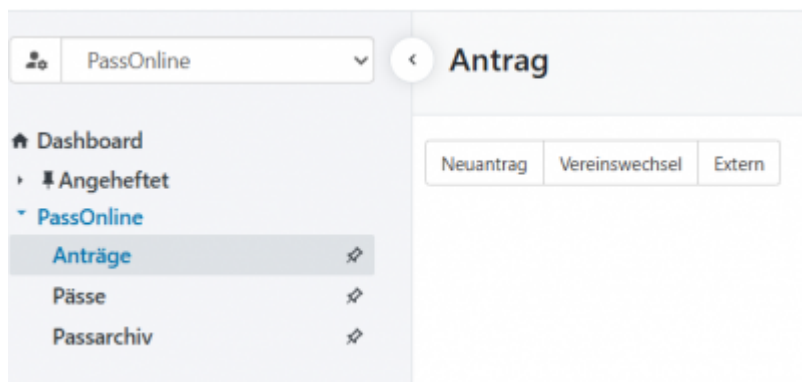 PassOnline
Antrag
Dashboard
Angeheftet
PassOnline
Anträge
Pässe
Passarchiv
Neuantrag Vereinswechsel Extern